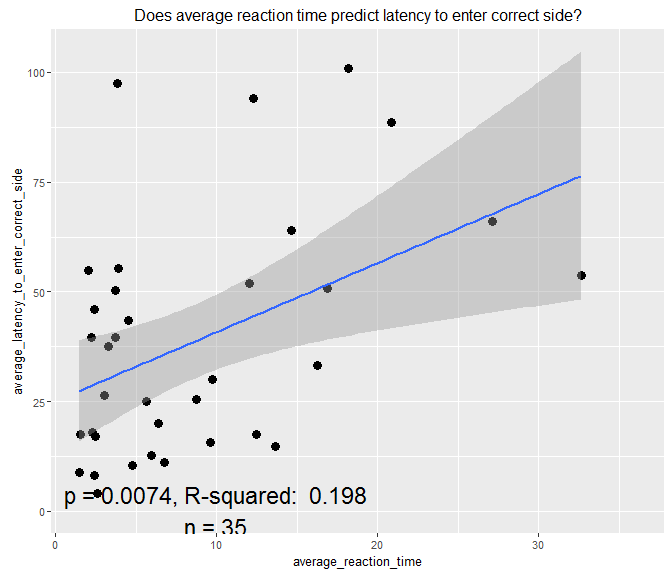 Does average reaction time predict latency to enter correct side?
average_latency_to_enter_correct_side
100
75
50
25
0
p = 0.0074, R-squared:  0.198
n = 35
0
10
20
30
average_reaction_time